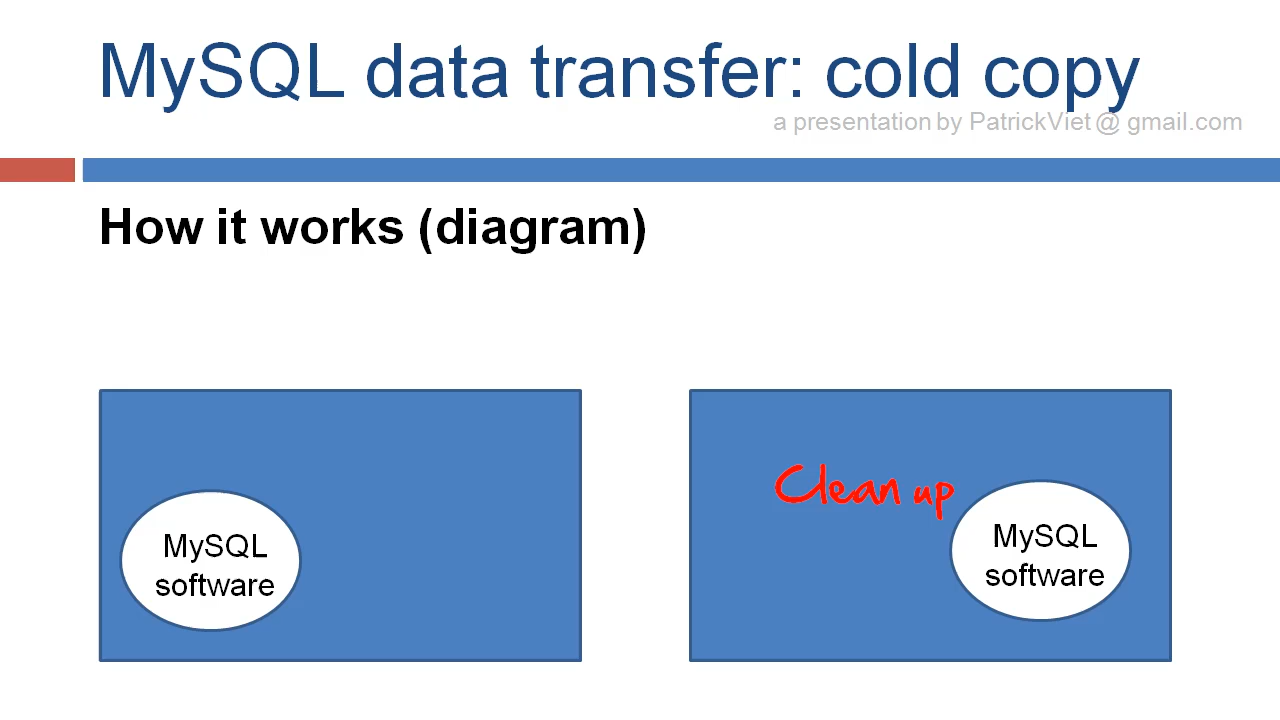 MySQL data transfer: cold copy
a presentation by PatrickViet @ gmail.com
How it works (diagram)
MySQL
software
Clean up
MySQL
software